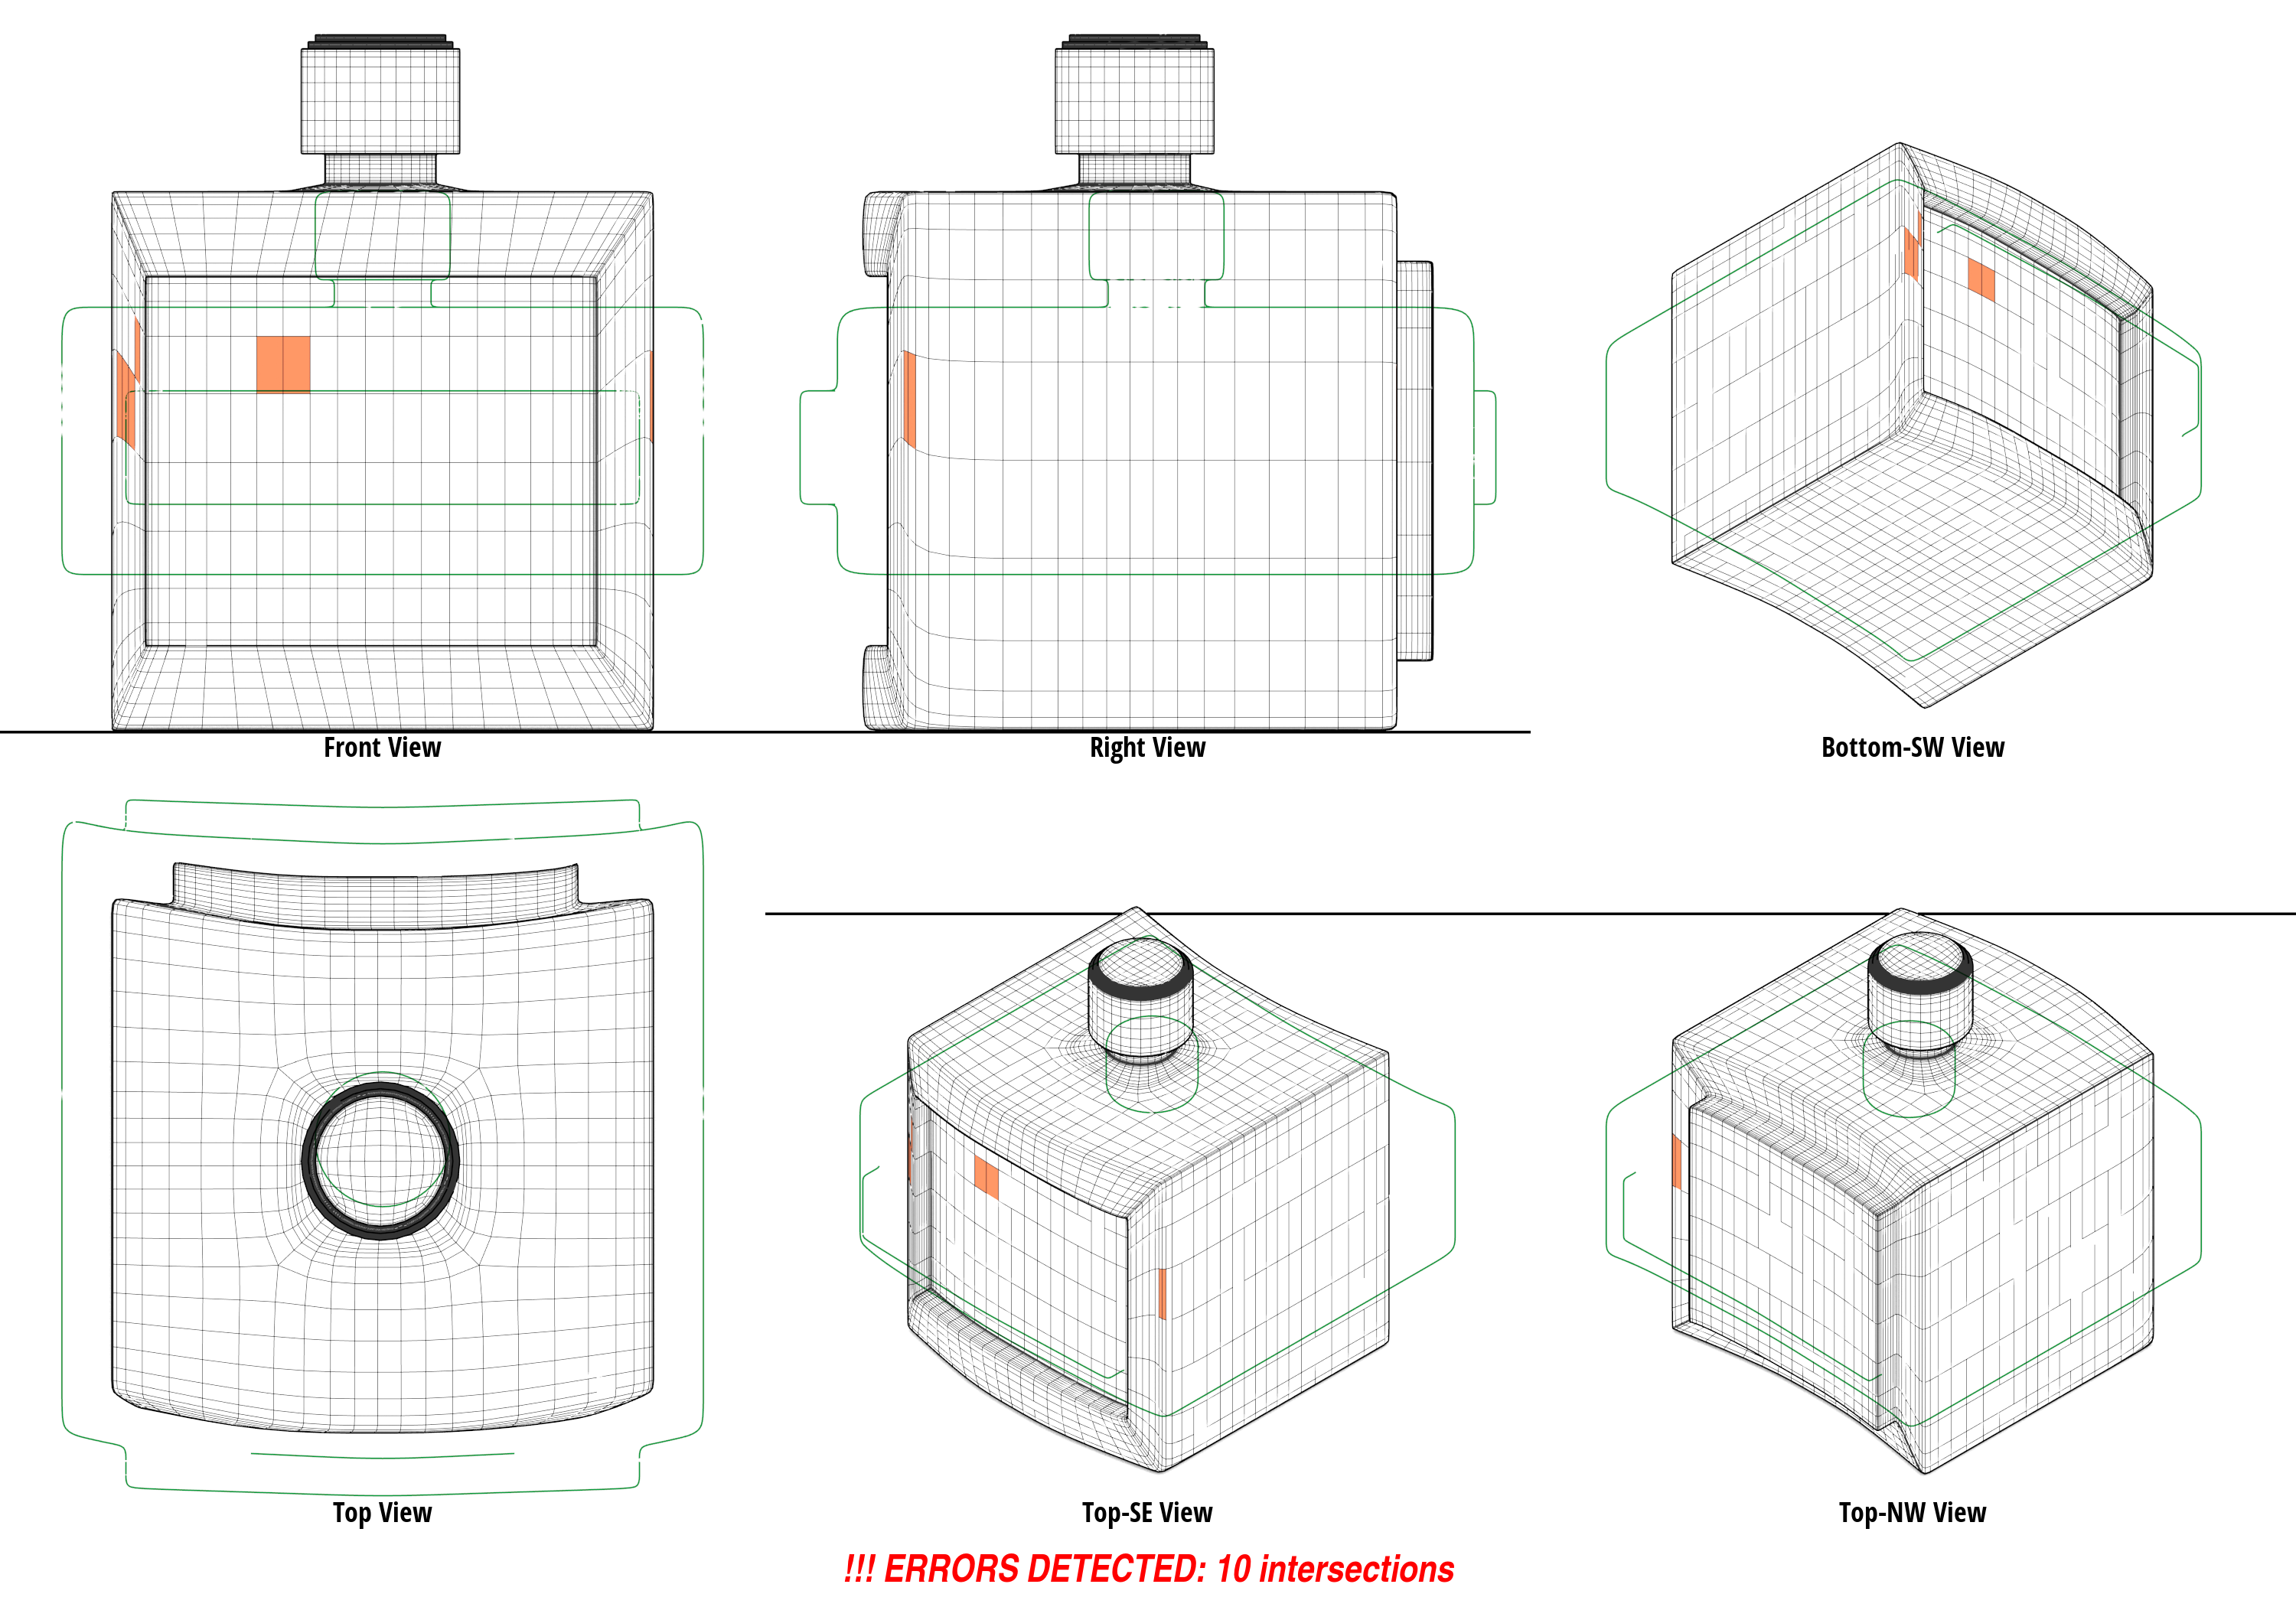 Front View
Right View
Bottom-SW View
Top View
Top-SE View
Top-NW View
!!! ERRORS DETECTED: 10 intersections